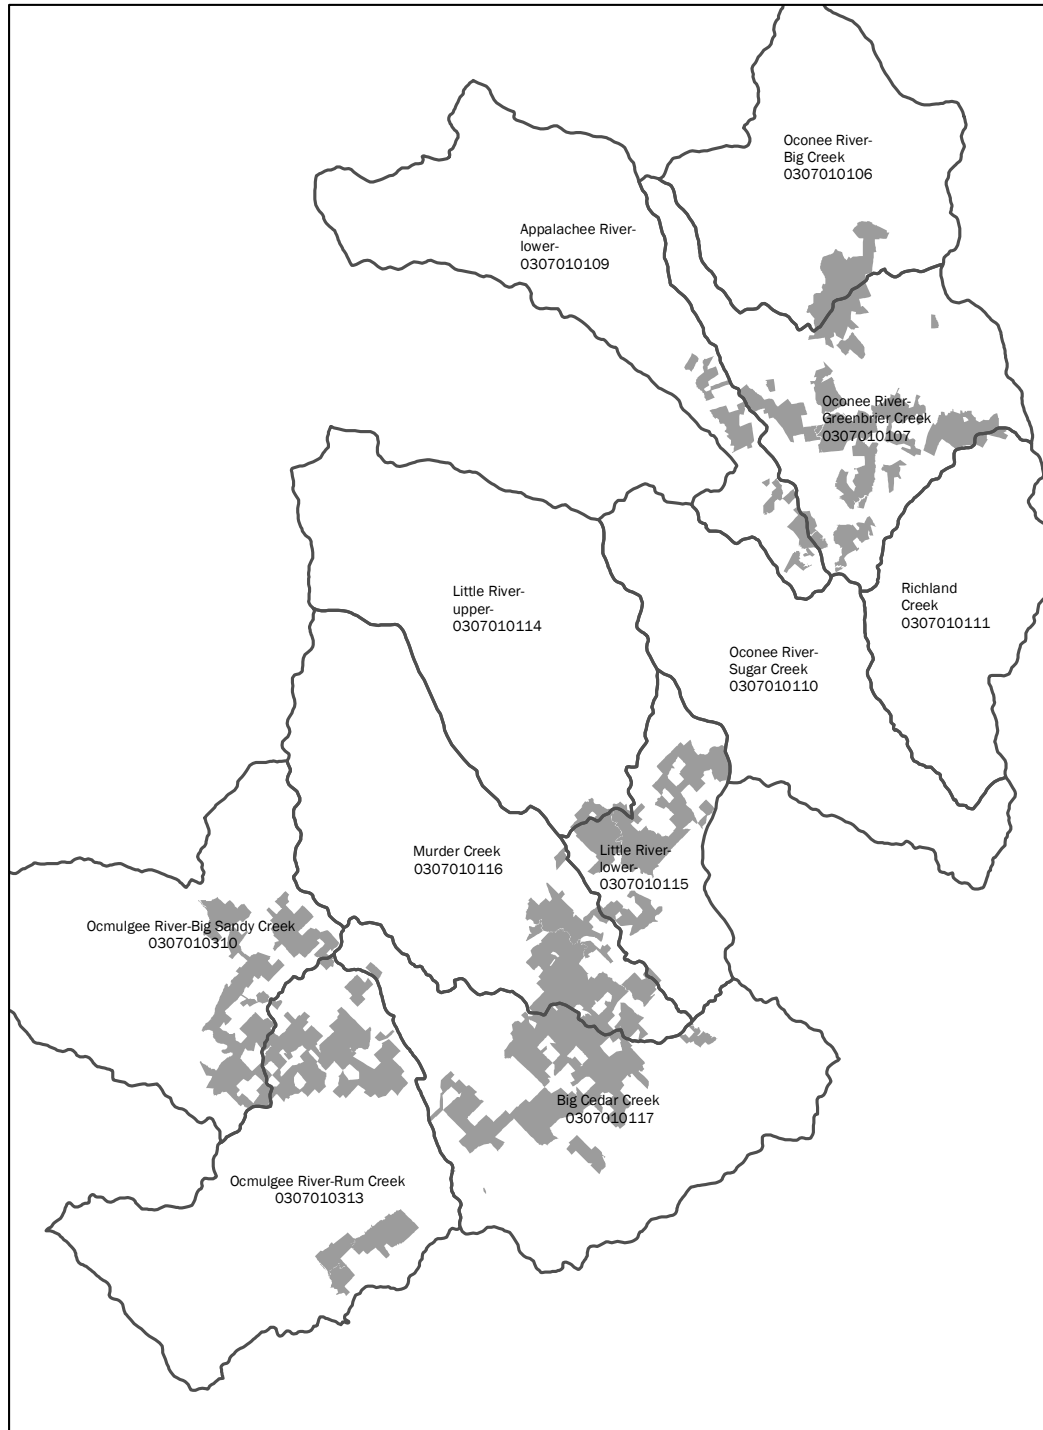 Oconee River-
Big Creek
0307010106
Appalachee River-
lower-
0307010109
Oconee River-
Greenbrier Creek
0307010107
Richland
Creek
0307010111
Little River-
upper-
0307010114
Oconee River-
Sugar Creek
0307010110
Murder Creek
0307010116
Little River-
lower-
0307010115
Ocmulgee River-Big Sandy Creek
0307010310
Big Cedar Creek
0307010117
Ocmulgee River-Rum Creek
0307010313